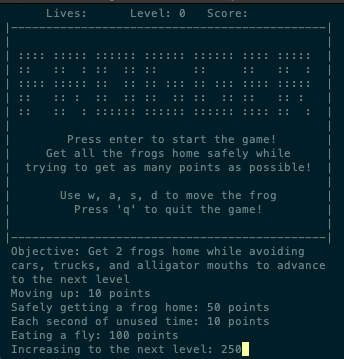 Lives: Level: 0 Score:
FROGGER
Press enter to start the game!
Get all the frogs home safely while
trying to get as many points as possible!
Use w, a, s, d to move the frog
Press 'q' to quit the game!
Objective: Get 2 frogs home while avoiding
cars, trucks, and alligator mouths to advance
to the next level
Moving up: 10 points
Safely getting a frog home: 50 points
Each second of unused time: 10 points
Eating a fly: 100 points
Increasing to the next level: 250